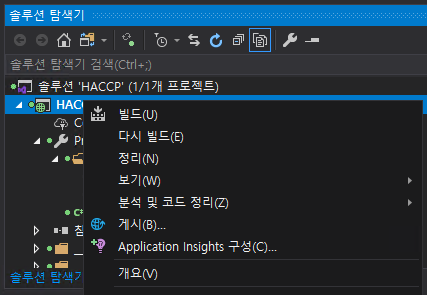 솔루션 탐색기
솔루션 탐색기 검색(Ctrl+;)
솔루션 'HACCP' (1/1개 프로젝트)
빌드(U)
다시 빌드(E)
정리(N)
보기(W)
분석 및 코드 정리(Z)
게시(B)...
Application Insights 구성(C)...
개요(V)
솔루션 탐색기